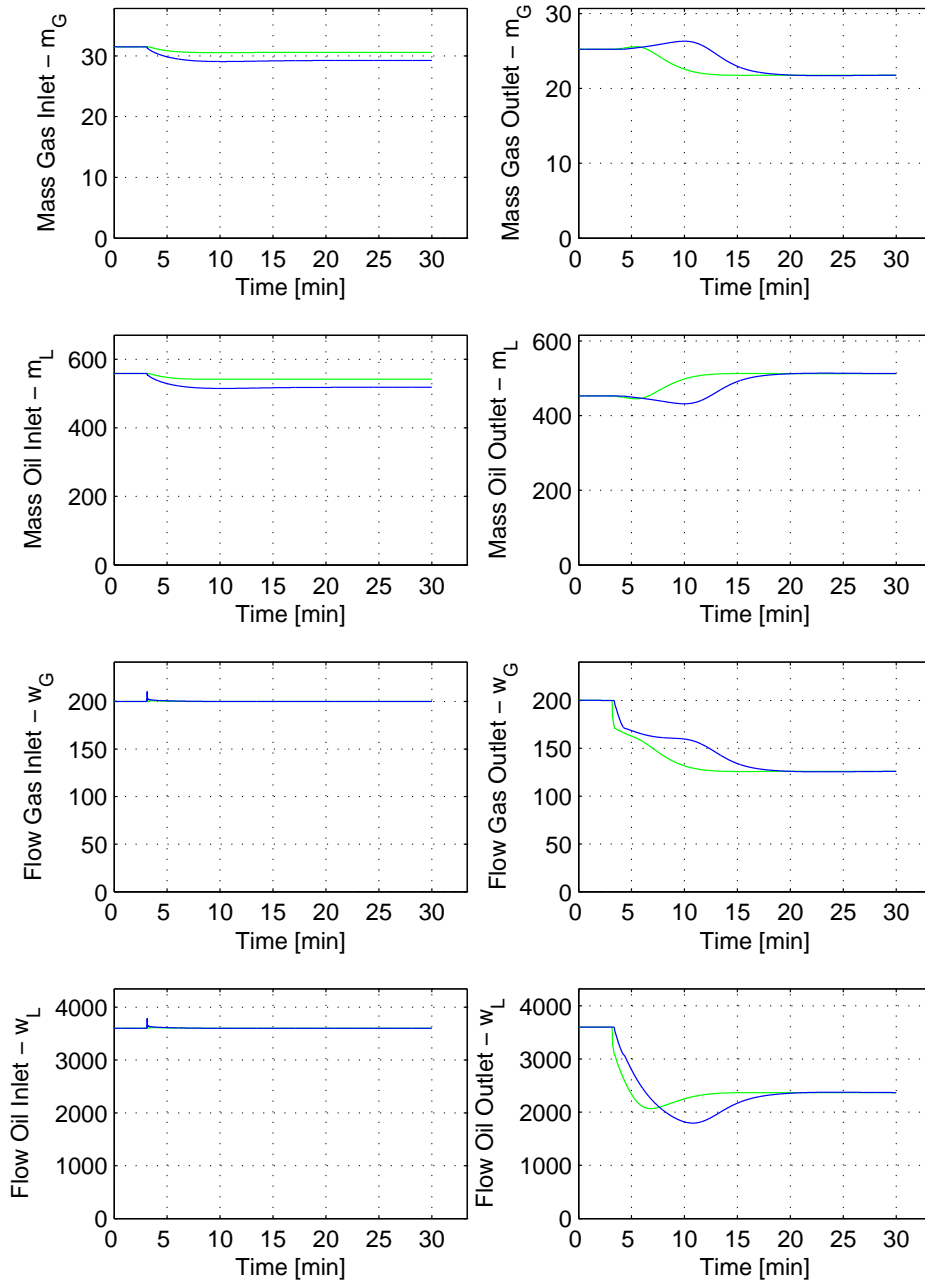 Mass Gas Inlet – m_G
30
20
10
0
0 5 10 15 20 25 30
Time [min]
Mass Gas Outlet – m_G
30
20
10
0
0 5 10 15 20 25 30
Time [min]
Mass Oil Inlet – m_L
600
400
200
0
0 5 10 15 20 25 30
Time [min]
Mass Oil Outlet – m_L
600
400
200
0
0 5 10 15 20 25 30
Time [min]
Flow Gas Inlet – w_G
200
150
100
50
0
0 5 10 15 20 25 30
Time [min]
Flow Gas Outlet – w_G
200
150
100
50
0
0 5 10 15 20 25 30
Time [min]
Flow Oil Inlet – w_L
4000
3000
2000
1000
0
0 5 10 15 20 25 30
Time [min]
Flow Oil Outlet – w_L
4000
3000
2000
1000
0
0 5 10 15 20 25 30
Time [min]